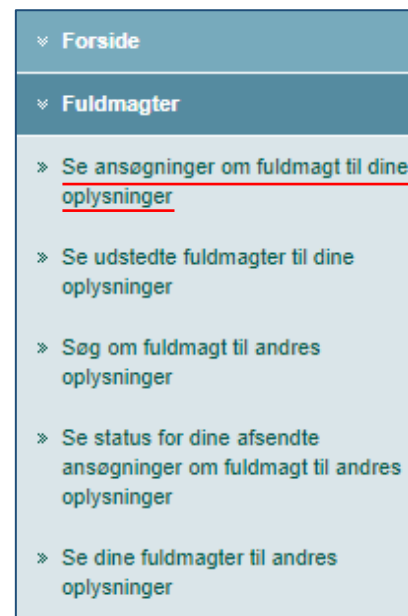 Forside
Fuldmagter
Se ansøgninger om fuldmagt til dine
oplysninger
Se udstedte fuldmagter til dine
oplysninger
Søg om fuldmagt til andres
oplysninger
Se status for dine afsendte
ansøgninger om fuldmagt til andres
oplysninger
Se dine fuldmagter til andres
oplysninger